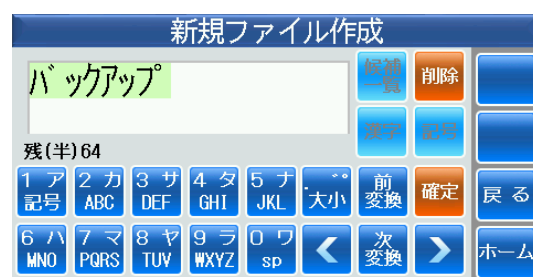 新規ファイル作成
バックアップ
候補一覧 削除
漢字 記号
残(半)64
1 ア 記号 2 カ ABC 3 サ DEF 4 タ GHI 5 ナ JKL 大小゛゜ 前変換 確定 戻る
6 ハ MNO 7 マ PQRS 8 ヤ TUV 9 ラ WXYZ 0 ワ sp < 次変換 > ホーム